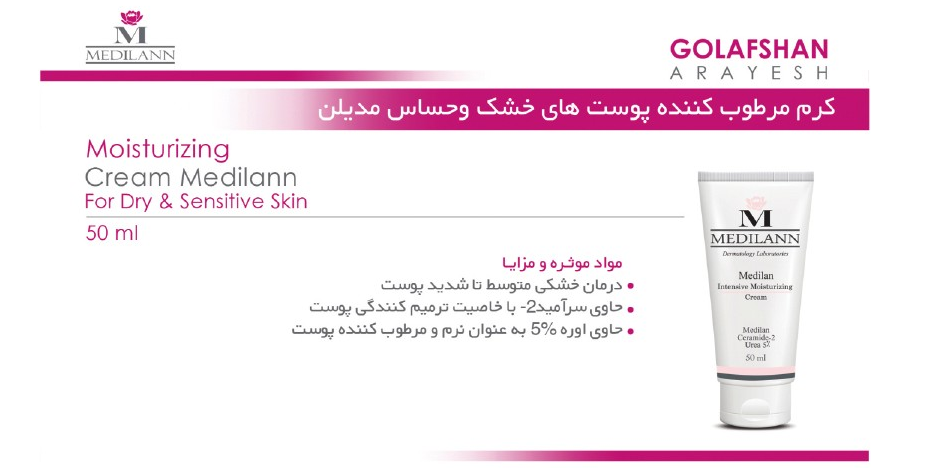 M
MEDILANN
GOLAFSHAN
ARAYESH
کرم مرطوب کننده پوست های خشک وحساس مدیلن
Moisturizing
Cream Medilann
For Dry & Sensitive Skin
50 ml
مواد موثره و مزایا
• درمان خشکی متوسط تا شدید پوست
• حاوی سرآمید2- با خاصیت ترمیم کنندگی پوست
• حاوی اوره 5% به عنوان نرم و مرطوب کننده پوست
M
MEDILANN
Dermatology Laboratories
Medilan
Intensive Moisturizing
Cream
Medilan
Ceramide-2
Urea 5%
50 ml